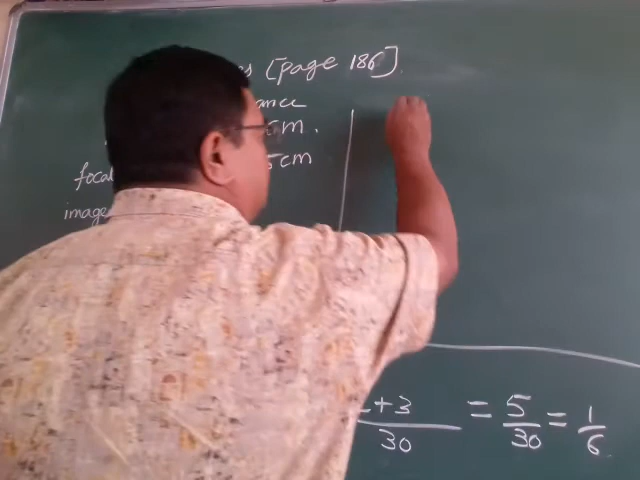 [page 186]
ance
cm.
focal 5cm
image
+3 / 30 = 5/30 = 1/6